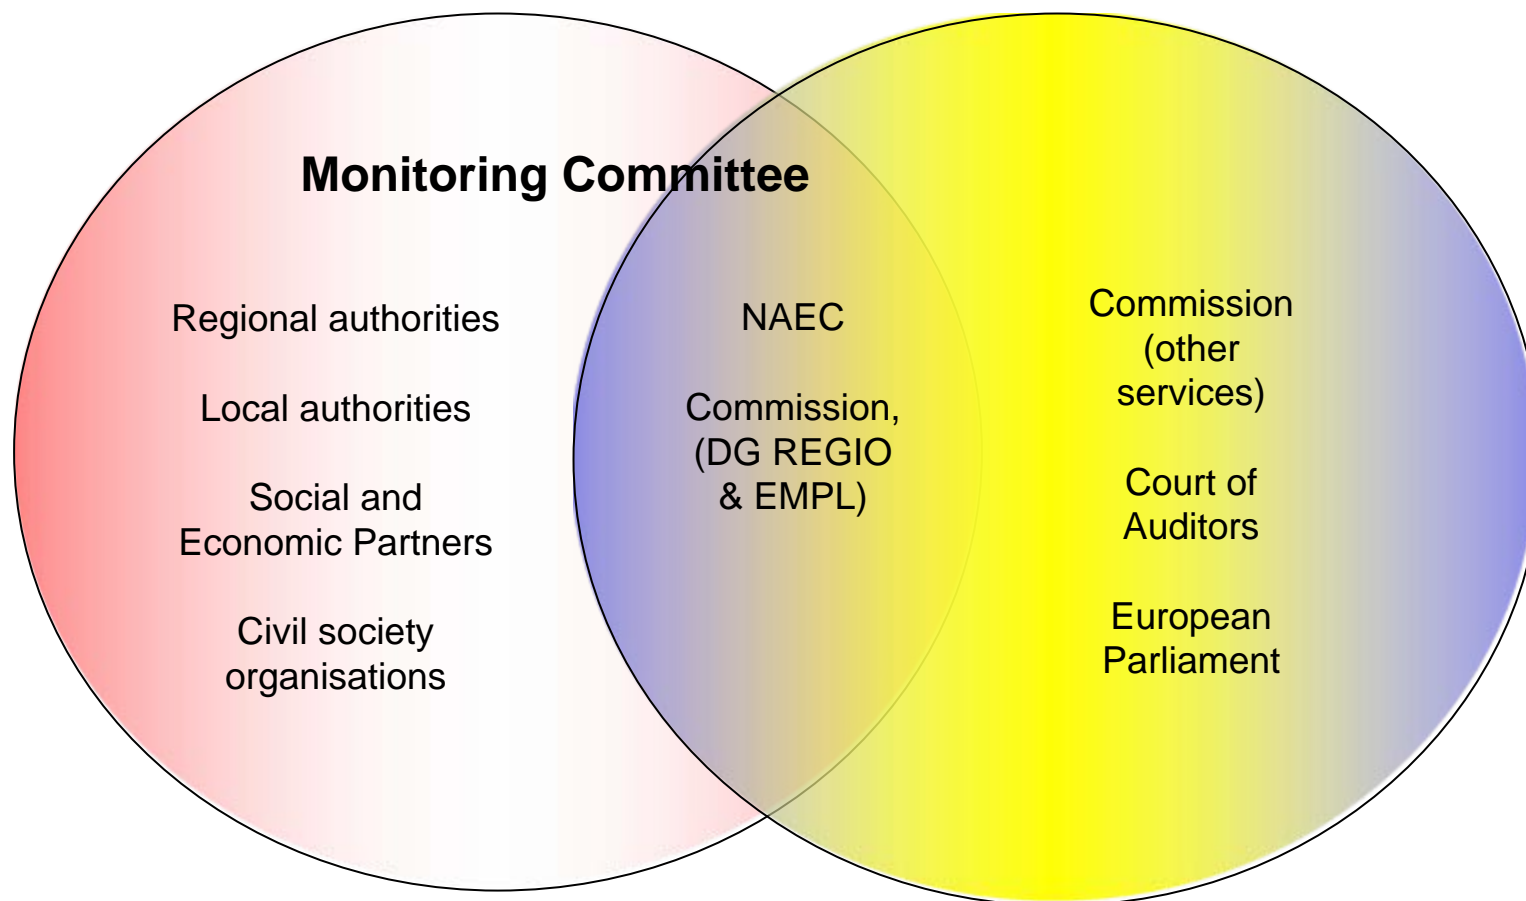 Monitoring Committee
Regional authorities
Local authorities
Social and
Economic Partners
Civil society
organisations
NAEC
Commission,
(DG REGIO
& EMPL)
Commission
(other
services)
Court of
Auditors
European
Parliament